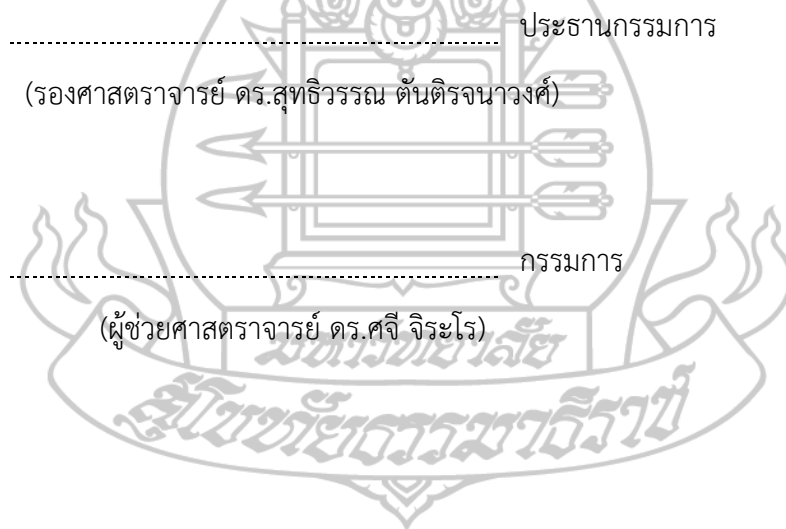 ................................................................ ประธานกรรมการ
(รองศาสตราจารย์ ดร.สุทธิวรรณ ตันติรจนาวงศ์)
................................................................ กรรมการ
(ผู้ช่วยศาสตราจารย์ ดร.ศจี จิระโร)
มหาวิทยาลัย
สุโขทัยธรรมาธิราช